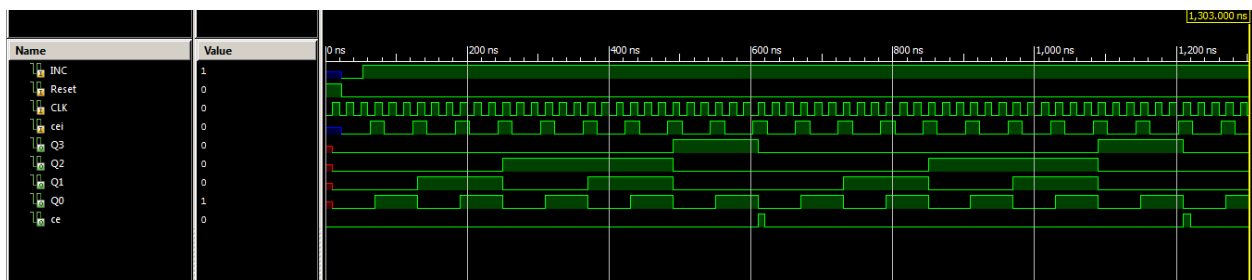 1,303.000 ns
Name Value 0 ns 200 ns 400 ns 600 ns 800 ns 1,000 ns 1,200 ns
INC 1
Reset 0
CLK 0
cei 0
Q3 0
Q2 0
Q1 0
Q0 1
ce 0